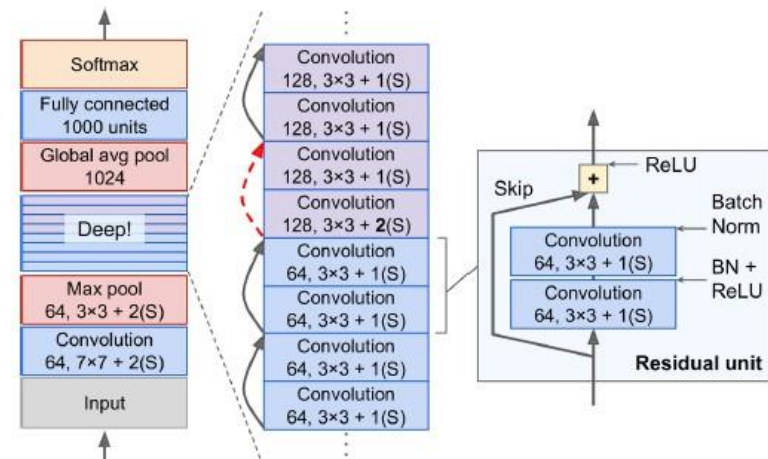 Softmax
Fully connected
1000 units
Global avg pool
1024
Deep!
Max pool
64, 3×3 + 2(S)
Convolution
64, 7×7 + 2(S)
Input
Convolution
128, 3×3 + 1(S)
Convolution
128, 3×3 + 1(S)
Convolution
128, 3×3 + 1(S)
Convolution
128, 3×3 + 2(S)
Convolution
64, 3×3 + 1(S)
Convolution
64, 3×3 + 1(S)
Convolution
64, 3×3 + 1(S)
Convolution
64, 3×3 + 1(S)
ReLU
+
Skip
Batch
Norm
Convolution
64, 3×3 + 1(S)
BN +
ReLU
Convolution
64, 3×3 + 1(S)
Residual unit